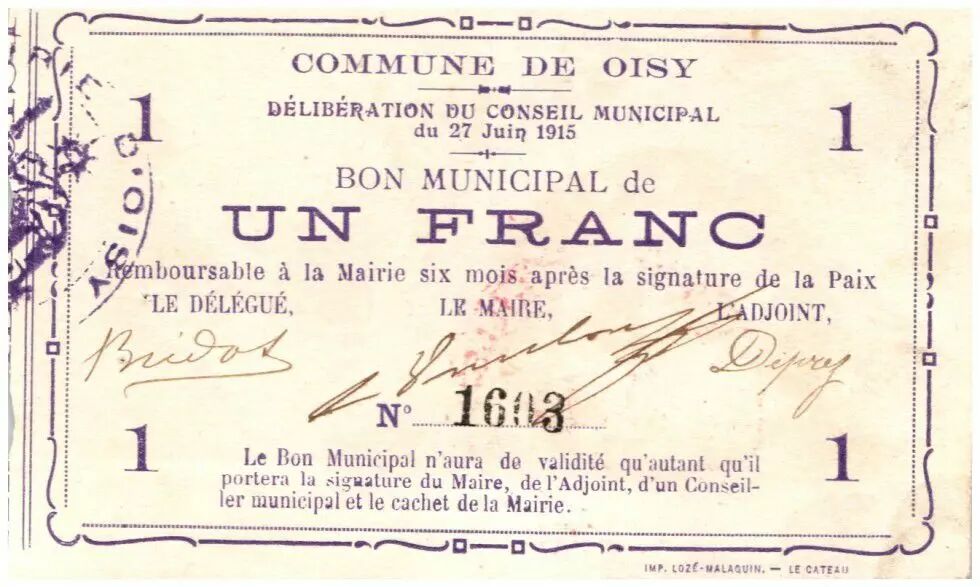 COMMUNE DE OISY
DÉLIBÉRATION DU CONSEIL MUNICIPAL
du 27 Juin 1915
1
1
BON MUNICIPAL de
UN FRANC
OISY
Remboursable à la Mairie six mois après la signature de la Paix
LE DÉLÉGUÉ, LE MAIRE, L'ADJOINT,
Bridot
Déprez
N° 1603
1
1
Le Bon Municipal n'aura de validité qu'autant qu'il
portera la signature du Maire, de l'Adjoint, d'un Conseil-
ler municipal et le cachet de la Mairie.
IMP. LOZÉ-MALAQUIN. — LE CATEAU